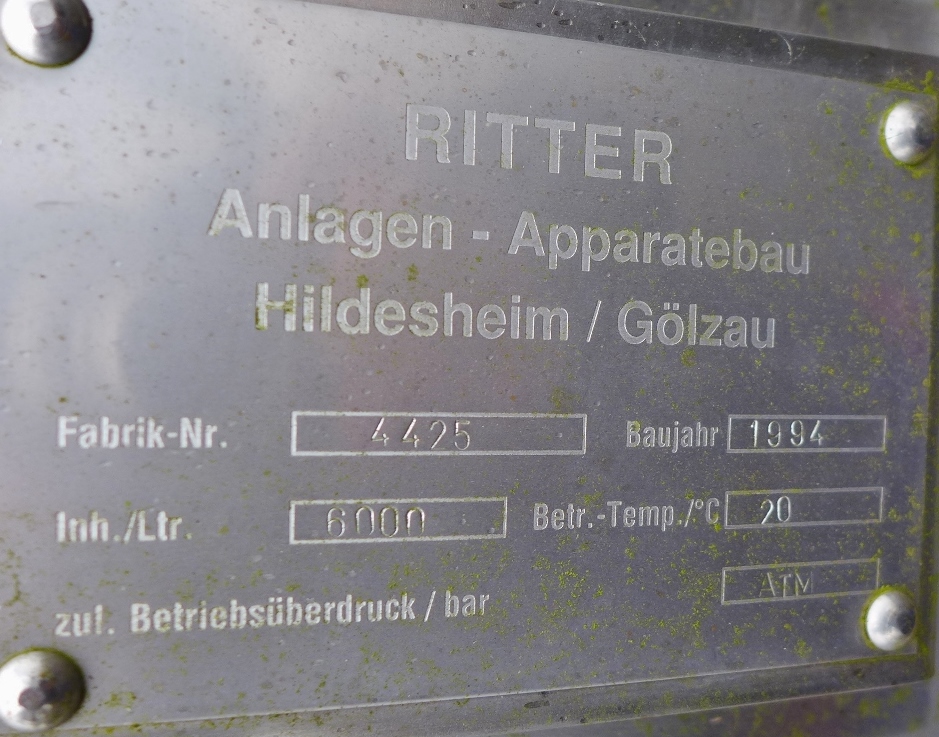 RITTER
Anlagen - Apparatebau
Hildesheim / Gölzau
Fabrik-Nr. 4425 Baujahr 1994
Inh./Ltr. 6000 Betr.-Temp./°C 20
zul. Betriebsüberdruck / bar ATM